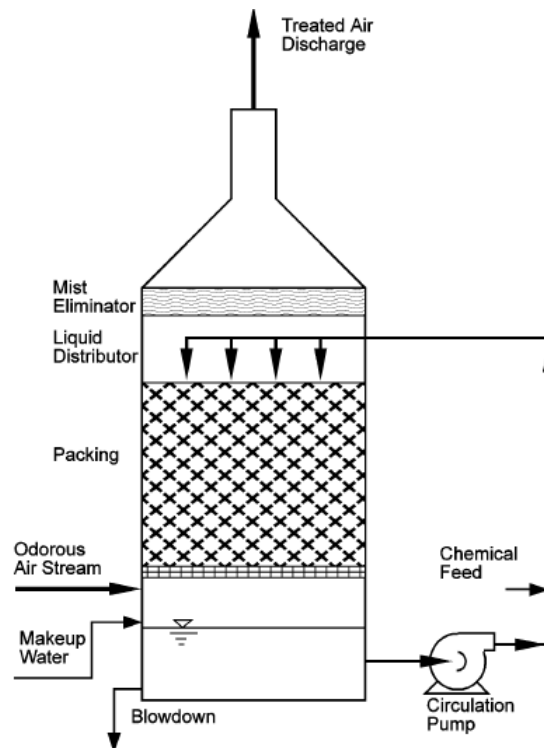 Treated Air
Discharge
Mist
Eliminator
Liquid
Distributor
Packing
Odorous
Air Stream
Chemical
Feed
Makeup
Water
Blowdown
Circulation
Pump